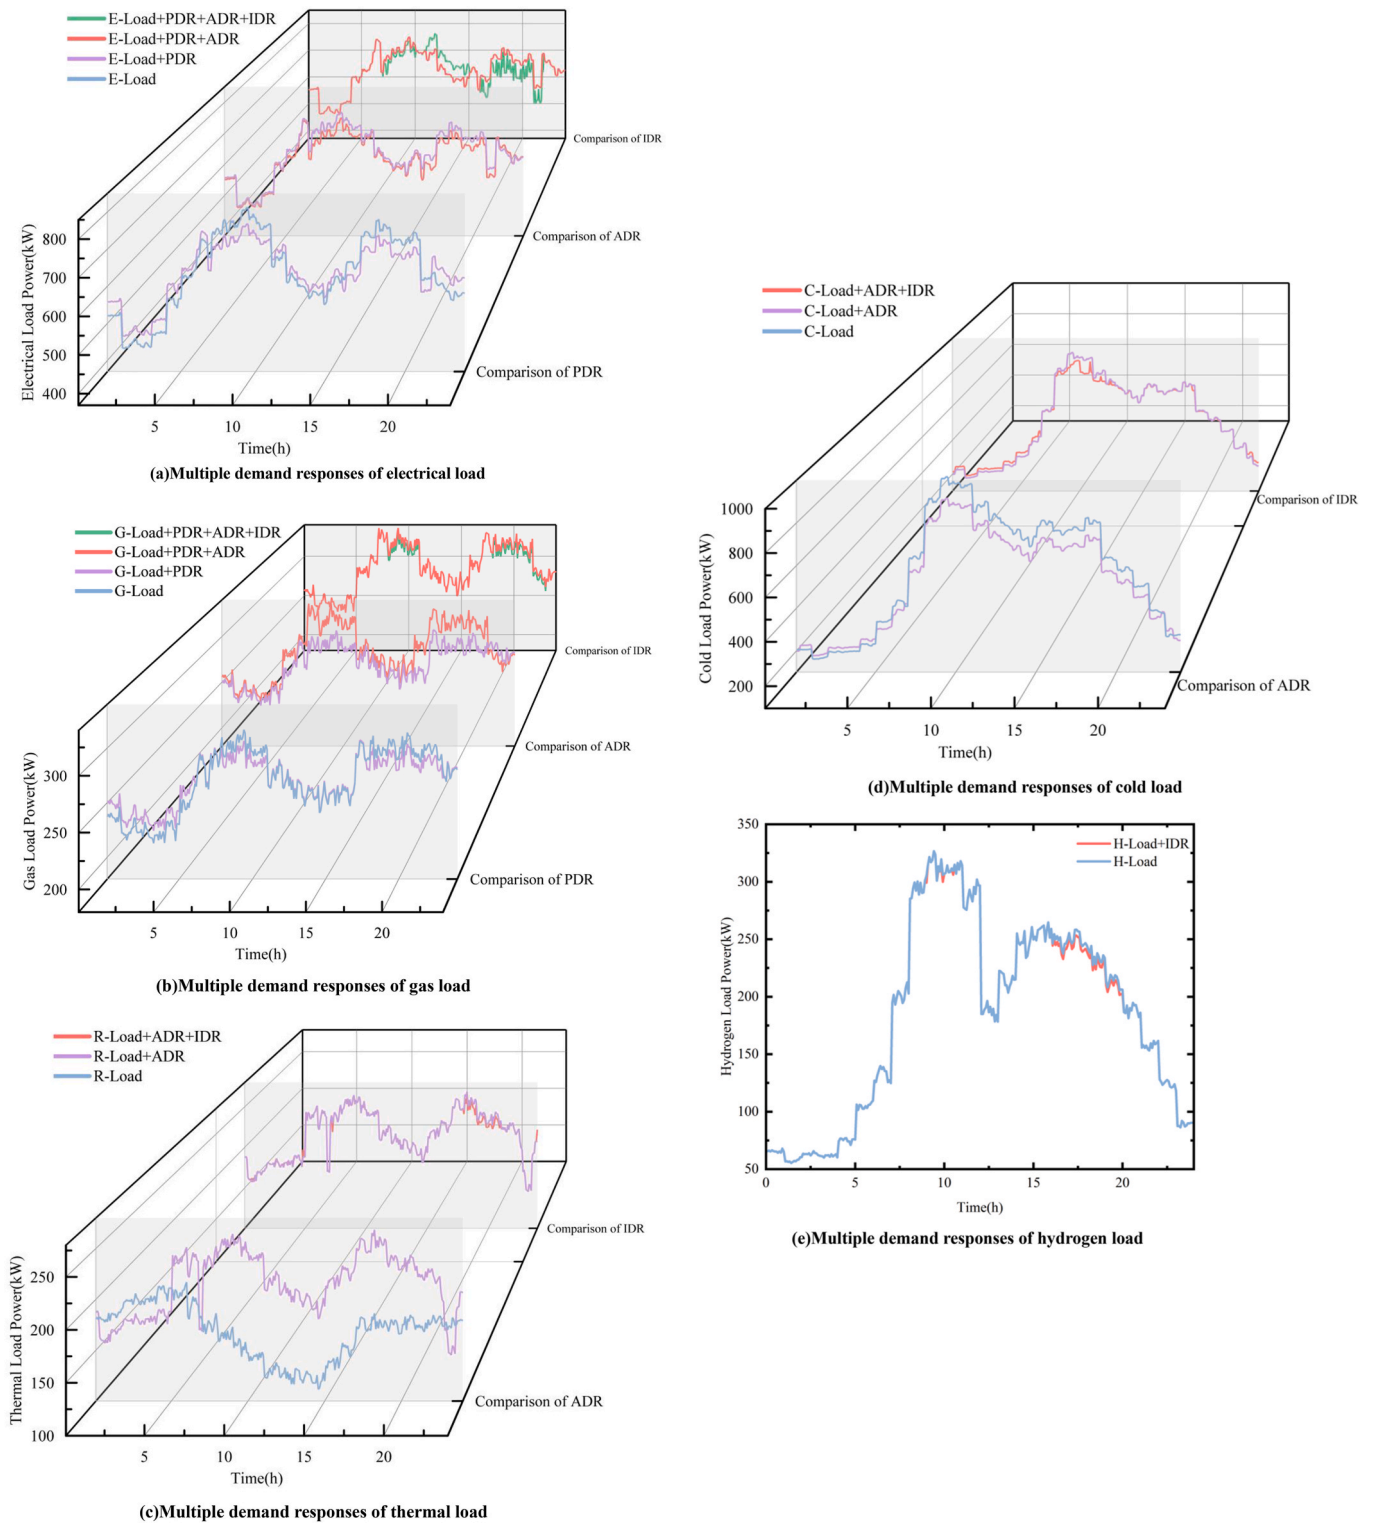 E-Load+PDR+ADR+IDR
E-Load+PDR+ADR
E-Load+PDR
E-Load
Electrical Load Power(kW)
800
700
600
500
400
5
10
15
20
Time(h)
Comparison of IDR
Comparison of ADR
Comparison of PDR
(a)Multiple demand responses of electrical load
G-Load+PDR+ADR+IDR
G-Load+PDR+ADR
G-Load+PDR
G-Load
Gas Load Power(kW)
300
250
200
5
10
15
20
Time(h)
Comparison of IDR
Comparison of ADR
Comparison of PDR
(b)Multiple demand responses of gas load
R-Load+ADR+IDR
R-Load+ADR
R-Load
Thermal Load Power(kW)
250
200
150
100
5
10
15
20
Time(h)
Comparison of IDR
Comparison of ADR
(c)Multiple demand responses of thermal load
C-Load+ADR+IDR
C-Load+ADR
C-Load
Cold Load Power(kW)
1000
800
600
400
200
5
10
15
20
Time(h)
Comparison of IDR
Comparison of ADR
(d)Multiple demand responses of cold load
H-Load+IDR
H-Load
Hydrogen Load Power(kW)
350
300
250
200
150
100
50
0
5
10
15
20
Time(h)
(e)Multiple demand responses of hydrogen load